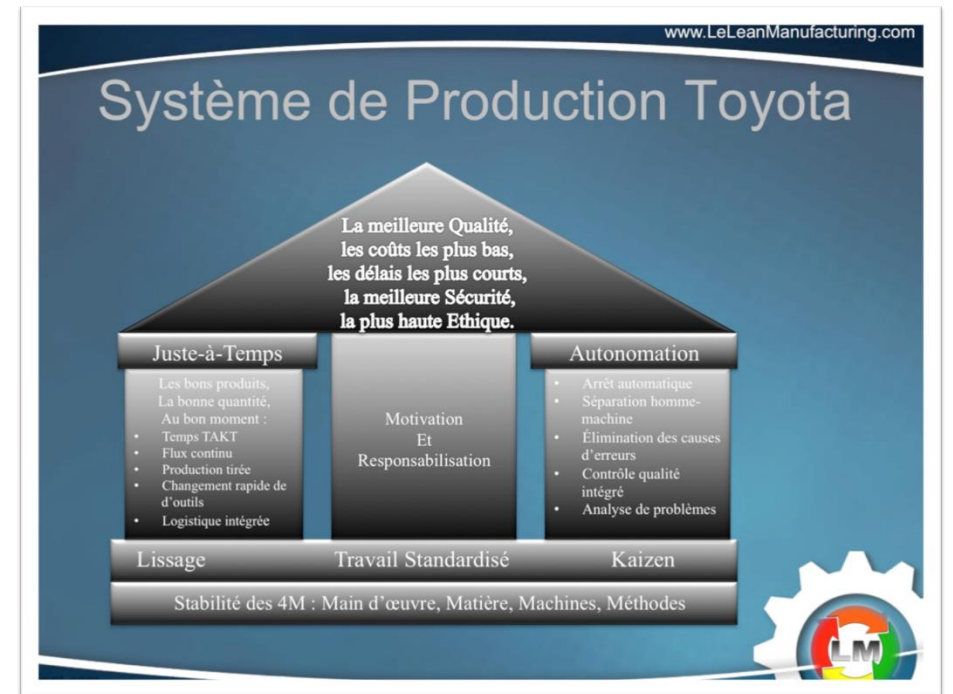 www.LeLeanManufacturing.com
Système de Production Toyota
La meilleure Qualité,
les coûts les plus bas,
les délais les plus courts,
la meilleure Sécurité,
la plus haute Ethique.
Juste-à-Temps
Les bons produits,
La bonne quantité,
Au bon moment :
• Temps TAKT
• Flux continu
• Production tirée
• Changement rapide de
d'outils
• Logistique intégrée
Motivation
Et
Responsabilisation
Autonomation
• Arrêt automatique
• Séparation homme-
machine
• Élimination des causes
d'erreurs
• Contrôle qualité
intégré
• Analyse de problèmes
Lissage Travail Standardisé Kaizen
Stabilité des 4M : Main d'œuvre, Matière, Machines, Méthodes
LM